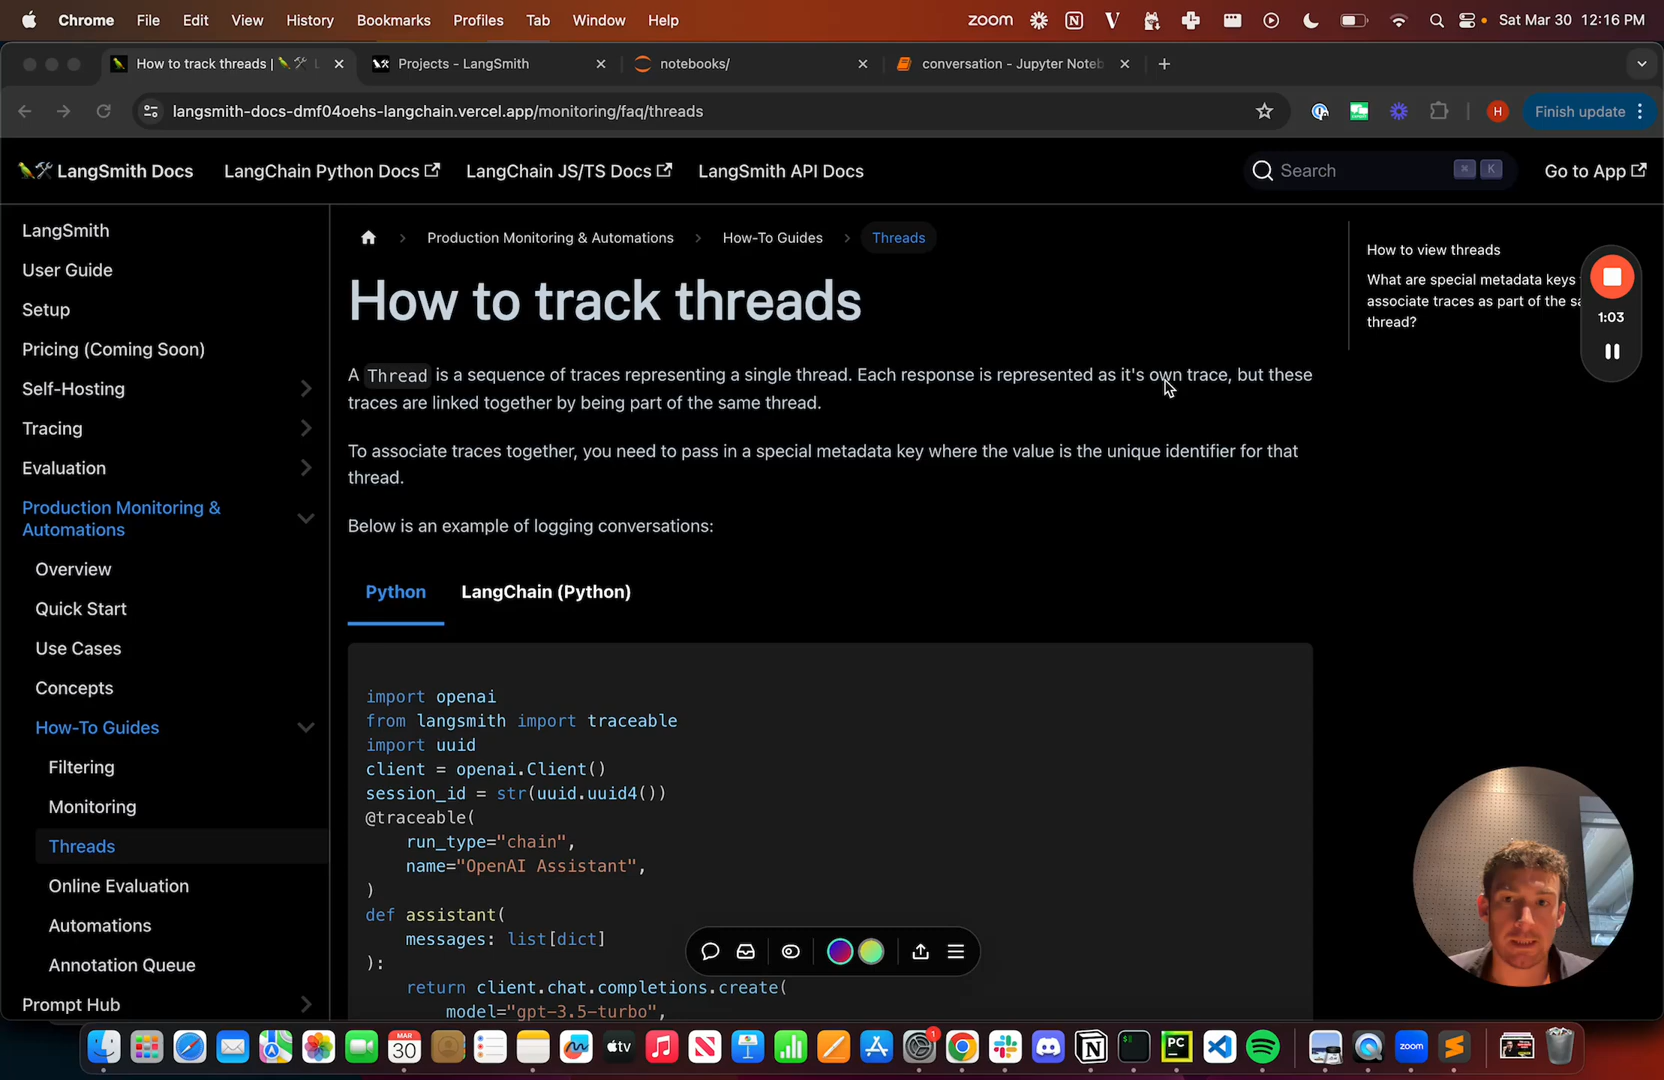 Chrome File Edit View History Bookmarks Profiles Tab Window Help zoom Sat Mar 30 12:16 PM
How to track threads | Projects - LangSmith notebooks/ conversation - Jupyter Noteb
langsmith-docs-dmf04oehs-langchain.vercel.app/monitoring/faq/threads H Finish update
LangSmith Docs LangChain Python Docs LangChain JS/TS Docs LangSmith API Docs Search ⌘ K Go to App
LangSmith
User Guide
Setup
Pricing (Coming Soon)
Self-Hosting
Tracing
Evaluation
Production Monitoring &
Automations
Overview
Quick Start
Use Cases
Concepts
How-To Guides
Filtering
Monitoring
Threads
Online Evaluation
Automations
Annotation Queue
Prompt Hub
Production Monitoring & Automations How-To Guides Threads
How to track threads
A Thread is a sequence of traces representing a single thread. Each response is represented as it's own trace, but these
traces are linked together by being part of the same thread.
To associate traces together, you need to pass in a special metadata key where the value is the unique identifier for that
thread.
Below is an example of logging conversations:
Python LangChain (Python)
import openai
from langsmith import traceable
import uuid
client = openai.Client()
session_id = str(uuid.uuid4())
@traceable(
run_type="chain",
name="OpenAI Assistant",
)
def assistant(
messages: list[dict]
):
return client.chat.completions.create(
model="gpt-3.5-turbo",
How to view threads
What are special metadata keys
associate traces as part of the sa
thread?
1:03
MAR
30
tv
1
PC
zoom